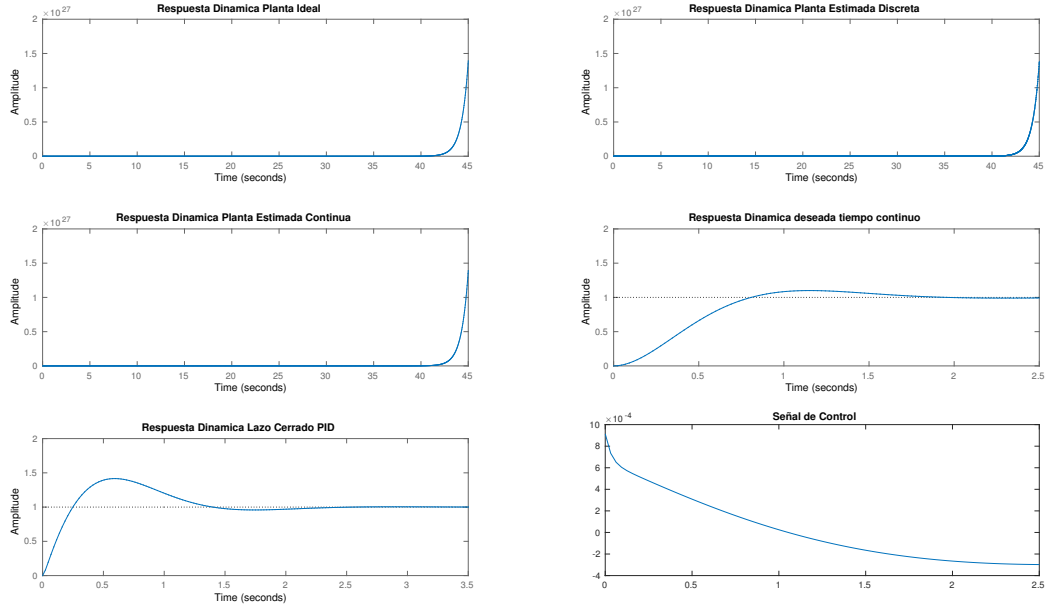 Respuesta Dinamica Planta Ideal
×10 27
2
1.5
1
0.5
0
Amplitude
0 5 10 15 20 25 30 35 40 45
Time (seconds)
Respuesta Dinamica Planta Estimada Discreta
×10 27
2
1.5
1
0.5
0
Amplitude
0 5 10 15 20 25 30 35 40 45
Time (seconds)
Respuesta Dinamica Planta Estimada Continua
×10 27
2
1.5
1
0.5
0
Amplitude
0 5 10 15 20 25 30 35 40 45
Time (seconds)
Respuesta Dinamica deseada tiempo continuo
2
1.5
1
0.5
0
Amplitude
0 0.5 1 1.5 2 2.5
Time (seconds)
Respuesta Dinamica Lazo Cerrado PID
2
1.5
1
0.5
0
Amplitude
0 0.5 1 1.5 2 2.5 3 3.5
Time (seconds)
Señal de Control
×10 -4
10
8
6
4
2
0
-2
-4
0 0.5 1 1.5 2 2.5